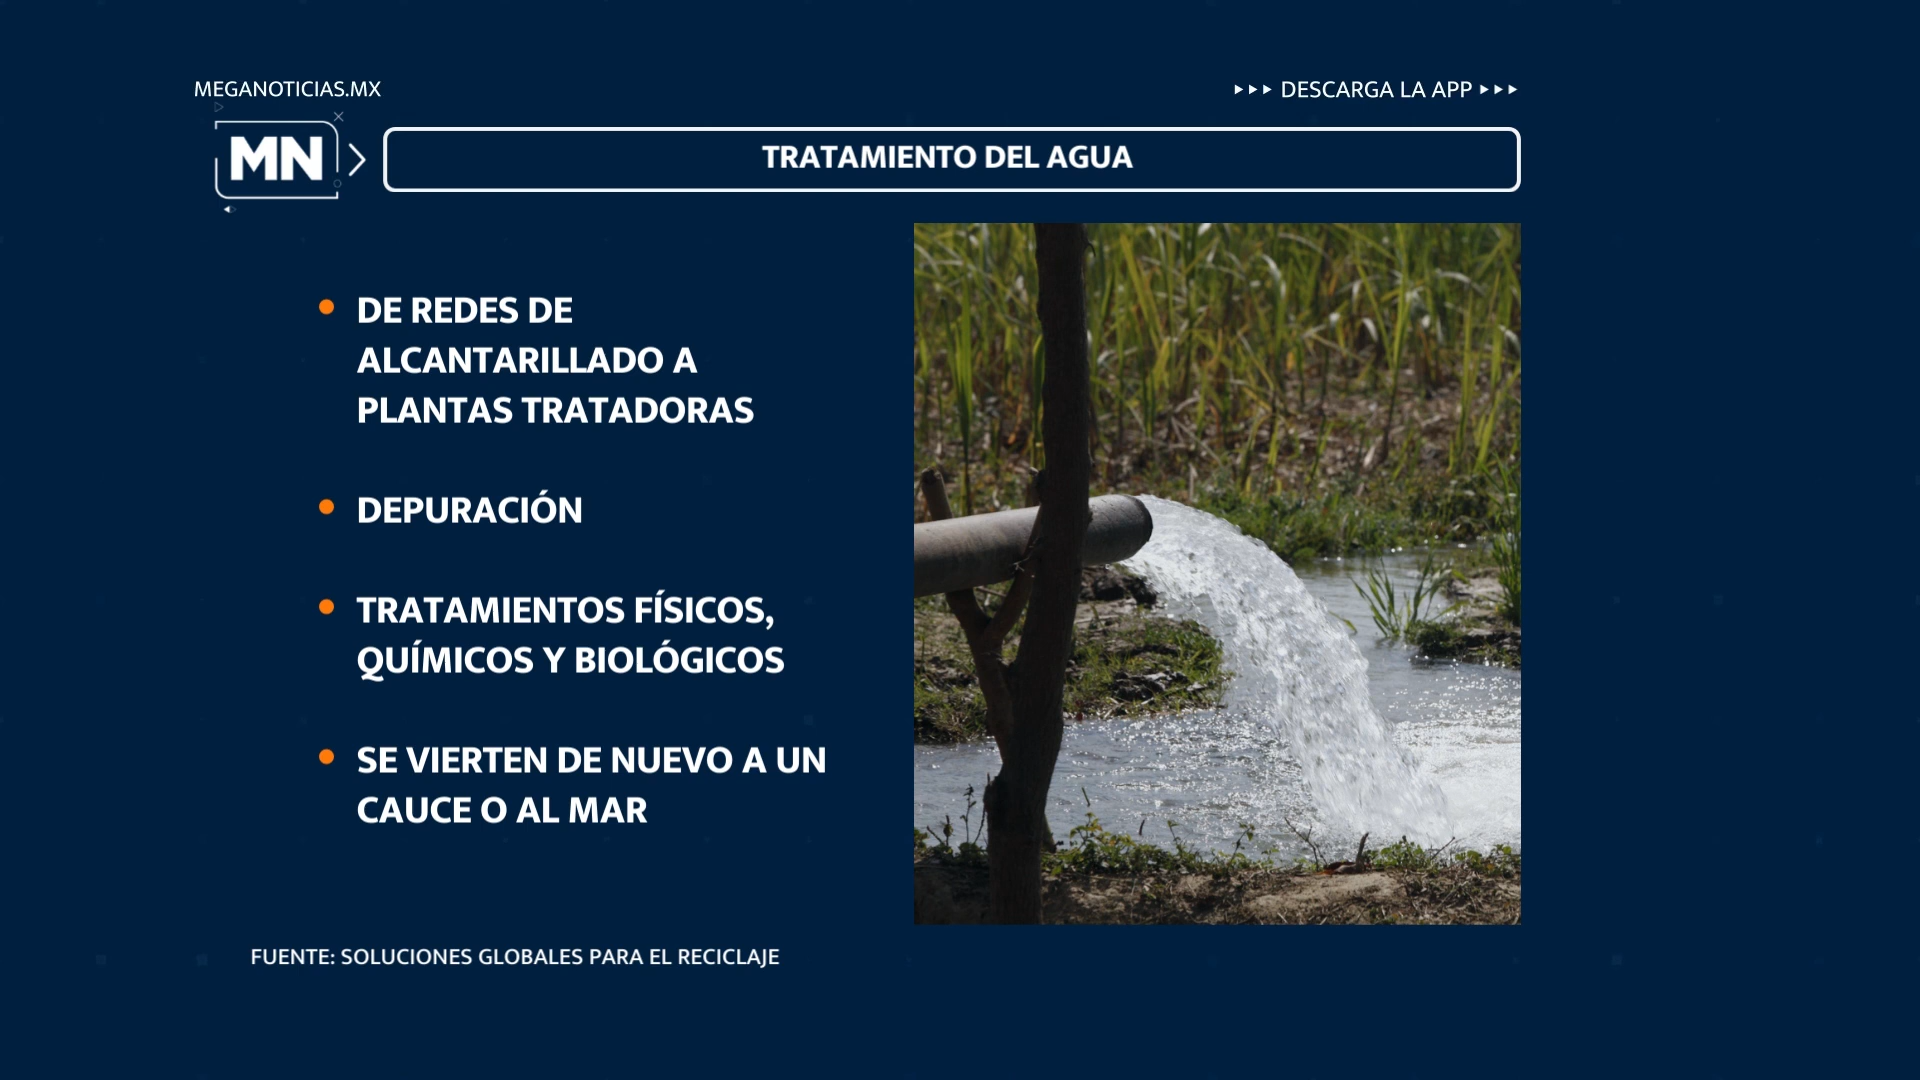 MEGANOTICIAS.MX
DESCARGA LA APP
MN
TRATAMIENTO DEL AGUA
DE REDES DE
ALCANTARILLADO A
PLANTAS TRATADORAS
DEPURACIÓN
TRATAMIENTOS FÍSICOS,
QUÍMICOS Y BIOLÓGICOS
SE VIERTEN DE NUEVO A UN
CAUCE O AL MAR
FUENTE: SOLUCIONES GLOBALES PARA EL RECICLAJE